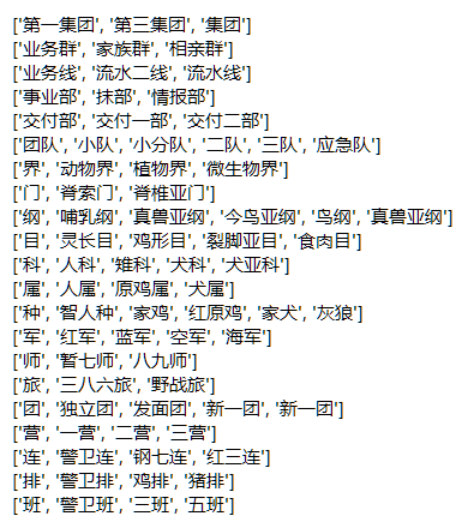 ['第一集团', '第三集团', '集团']
['业务群', '家族群', '相亲群']
['业务线', '流水二线', '流水线']
['事业部', '抹部', '情报部']
['交付部', '交付一部', '交付二部']
['团队', '小队', '小分队', '二队', '三队', '应急队']
['界', '动物界', '植物界', '微生物界']
['门', '脊索门', '脊椎亚门']
['纲', '哺乳纲', '真兽亚纲', '今鸟亚纲', '鸟纲', '真兽亚纲']
['目', '灵长目', '鸡形目', '裂脚亚目', '食肉目']
['科', '人科', '雉科', '犬科', '犬亚科']
['属', '人属', '原鸡属', '犬属']
['种', '智人种', '家鸡', '红原鸡', '家犬', '灰狼']
['军', '红军', '蓝军', '空军', '海军']
['师', '暂七师', '八九师']
['旅', '三八六旅', '野战旅']
['团', '独立团', '发面团', '新一团', '新一团']
['营', '一营', '二营', '三营']
['连', '警卫连', '钢七连', '红三连']
['排', '警卫排', '鸡排', '猪排']
['班', '警卫班', '三班', '五班']